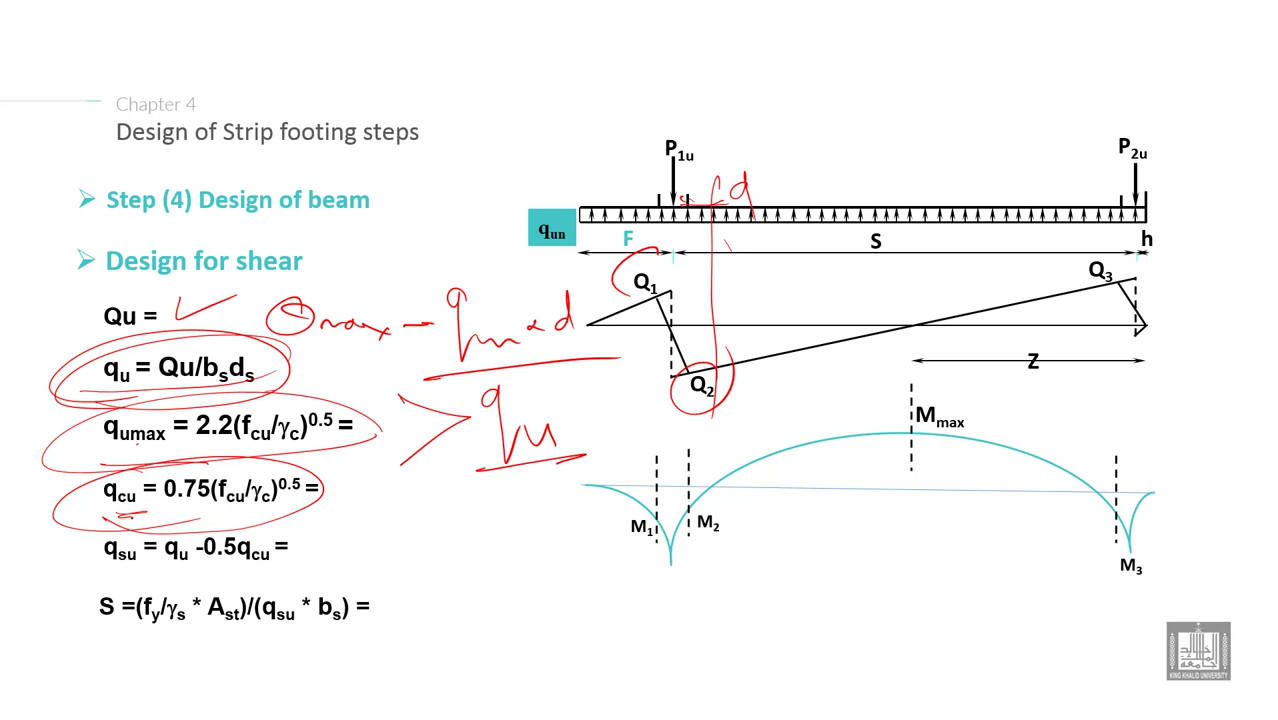 Chapter 4
Design of Strip footing steps
➢ Step (4) Design of beam
➢ Design for shear
Qu = Qmax - qun * d
qu = Qu/bsds
qumax = 2.2(fcu/γc)^0.5 =
qcu = 0.75(fcu/γc)^0.5 =
qsu = qu -0.5qcu =
S =(fy/γs * Ast)/(qsu * bs) =
qu
P1u
P2u
d
qun
F
S
h
Q1
Q3
Q2
Z
Mmax
M1
M2
M3
KING KHALID UNIVERSITY